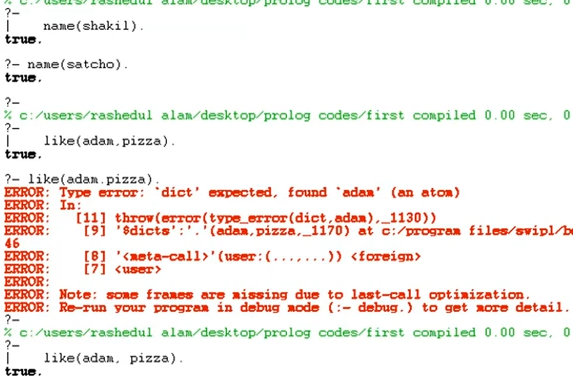 % c:/users/rashedul alam/desktop/prolog codes/first compiled 0.00 sec, 0
?-
| name(shakil).
true.
?- name(satcho).
true.
?-
% c:/users/rashedul alam/desktop/prolog codes/first compiled 0.00 sec, 0
?-
| like(adam,pizza).
true.
?- like(adam.pizza).
ERROR: Type error: `dict' expected, found `adam' (an atom)
ERROR: In:
ERROR: [11] throw(error(type_error(dict,adam),_1130))
ERROR: [9] '$dicts':'.'(adam,pizza,_1170) at c:/program files/swipl/bo
46
ERROR: [8] '<meta-call>'(user:(...,...)) <foreign>
ERROR: [7] <user>
ERROR:
ERROR: Note: some frames are missing due to last-call optimization.
ERROR: Re-run your program in debug mode (:- debug.) to get more detail.
?-
% c:/users/rashedul alam/desktop/prolog codes/first compiled 0.00 sec, 0
?-
| like(adam, pizza).
true.